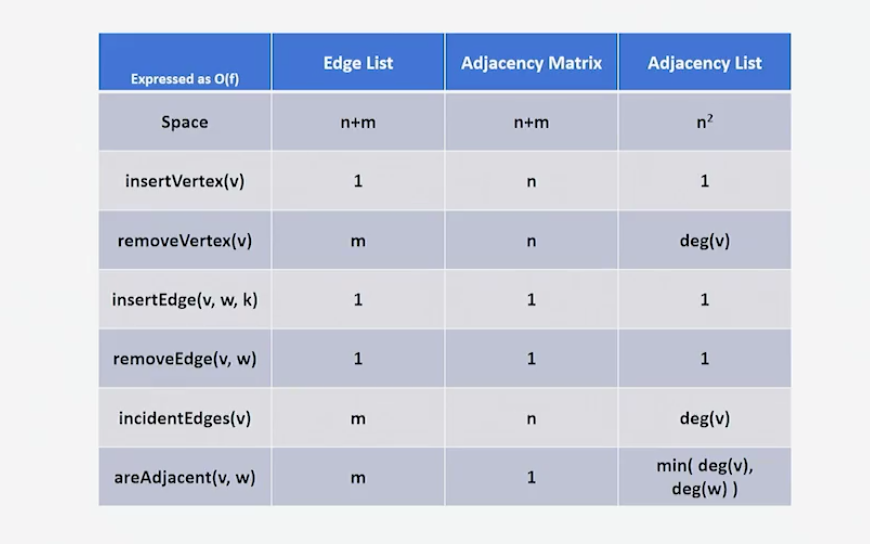 Expressed as O(f) Edge List Adjacency Matrix Adjacency List
Space n+m n+m n²
insertVertex(v) 1 n 1
removeVertex(v) m n deg(v)
insertEdge(v, w, k) 1 1 1
removeEdge(v, w) 1 1 1
incidentEdges(v) m n deg(v)
areAdjacent(v, w) m 1 min( deg(v),
deg(w) )